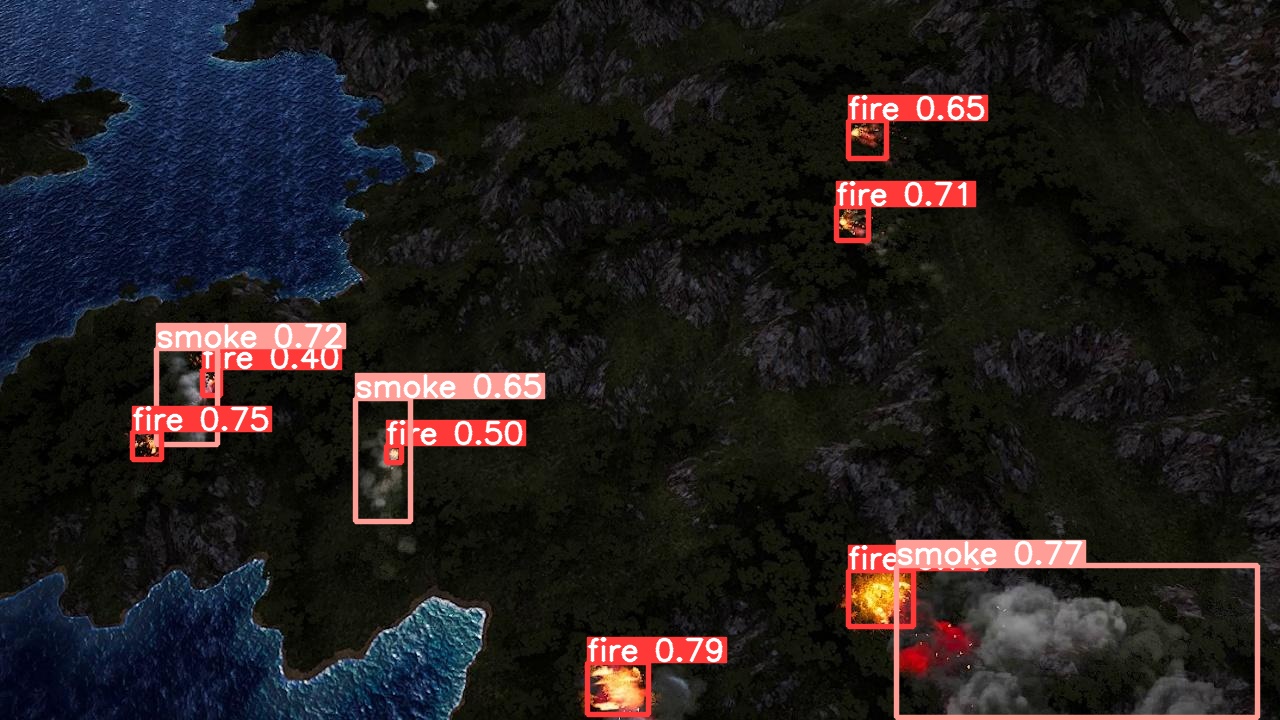 fire 0.65
fire 0.71
smoke 0.72
fire 0.40
smoke 0.65
fire 0.75
fire 0.50
fire
smoke 0.77
fire 0.79